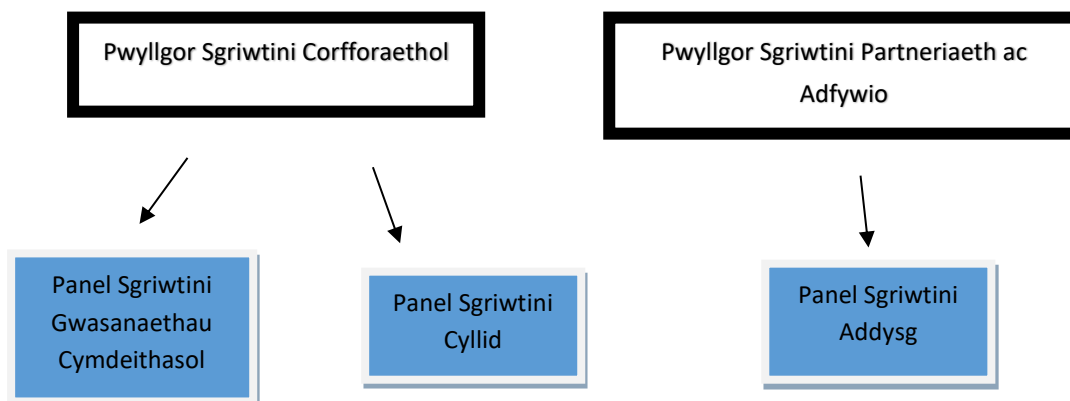 Pwyllgor Sgriwtini Corfforaethol
Pwyllgor Sgriwtini Partneriaeth ac
Adfywio
Panel Sgriwtini
Gwasanaethau
Cymdeithasol
Panel Sgriwtini
Cyllid
Panel Sgriwtini
Addysg